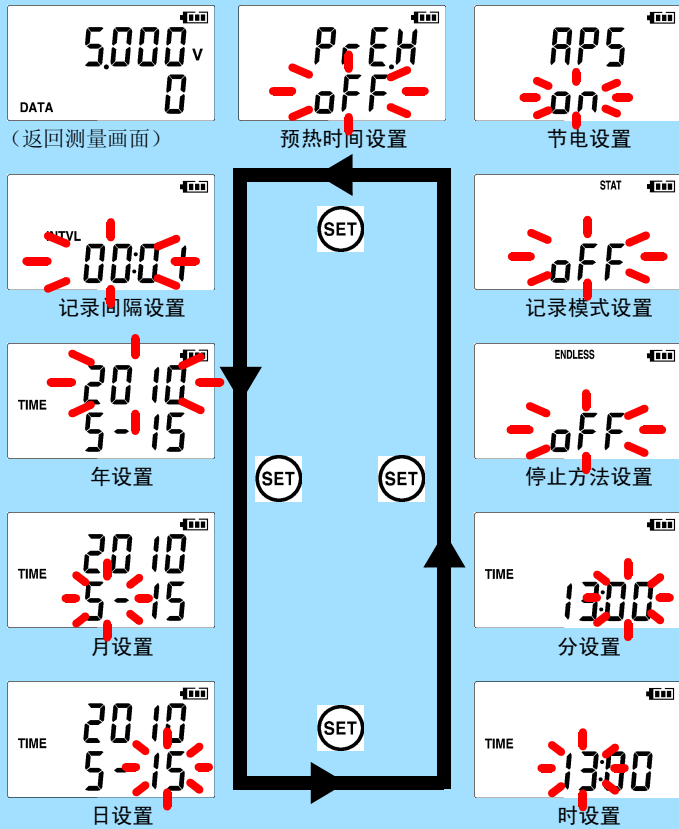 5.000 V
DATA 0
(返回测量画面)
PrE.H
oFF
预热时间设置
APS
on
节电设置
SET
INTVL
00:01
记录间隔设置
STAT
oFF
记录模式设置
TIME
2010
5-15
年设置
ENDLESS
oFF
停止方法设置
SET
SET
TIME
2010
5-15
月设置
TIME
13:00
分设置
TIME
2010
5-15
日设置
SET
TIME
13:00
时设置